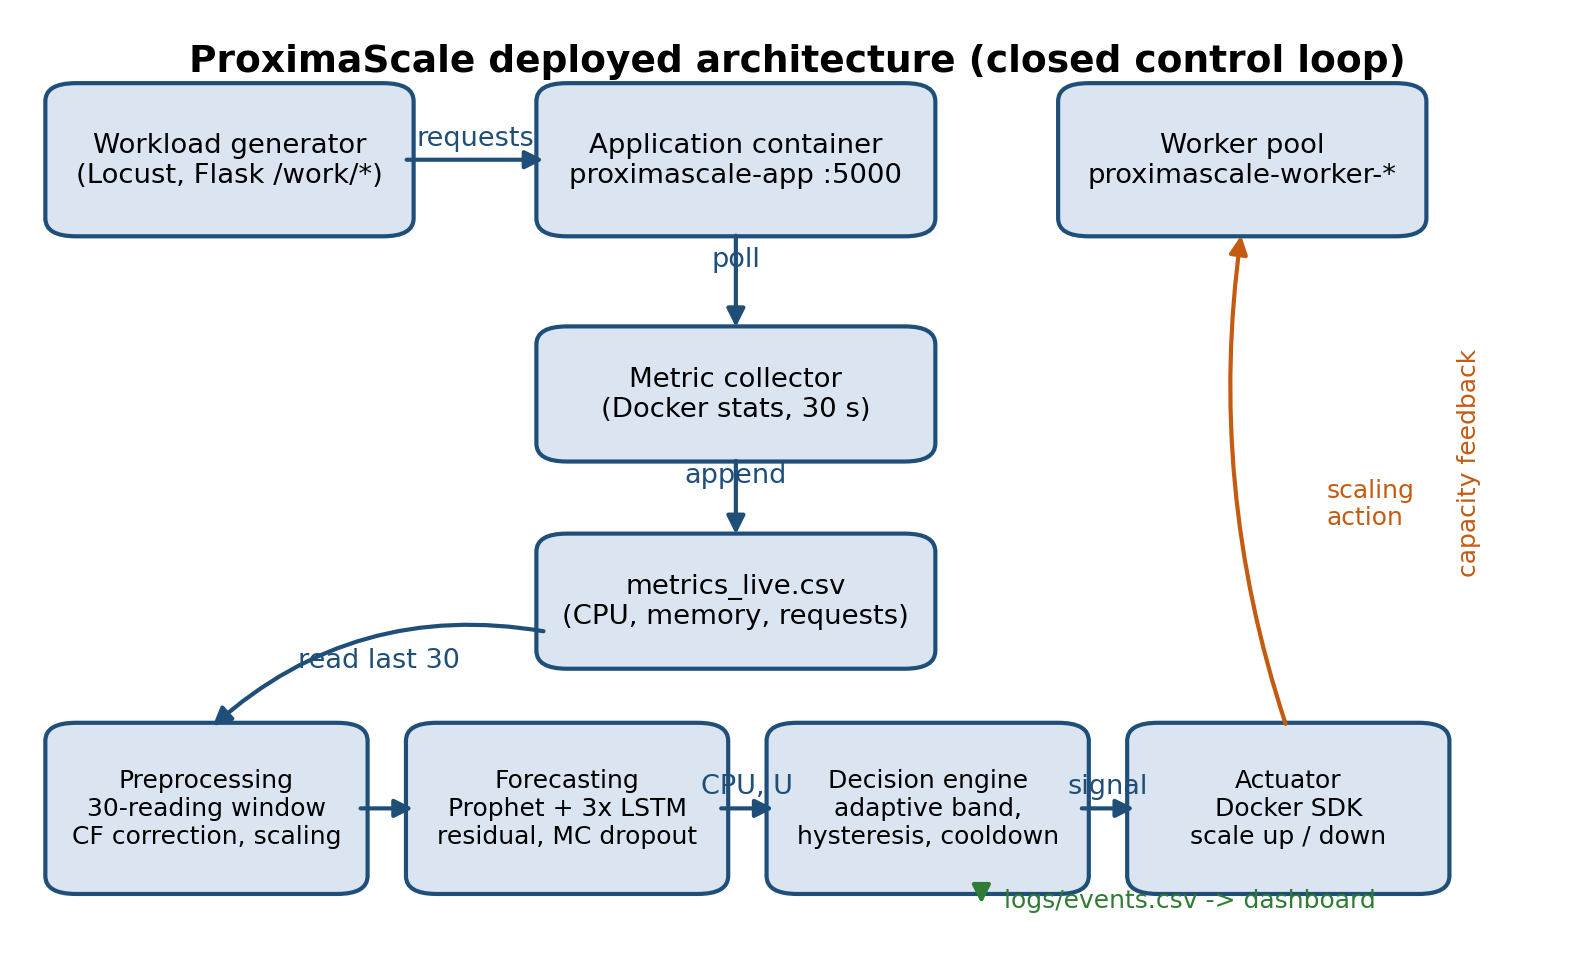 ProximaScale deployed architecture (closed control loop)
Workload generator
(Locust, Flask /work/*)
requests
Application container
proximascale-app :5000
Worker pool
proximascale-worker-*
poll
Metric collector
(Docker stats, 30 s)
append
metrics_live.csv
(CPU, memory, requests)
scaling
action
capacity feedback
read last 30
Preprocessing
30-reading window
CF correction, scaling
Forecasting
Prophet + 3x LSTM
residual, MC dropout
CPU, U
Decision engine
adaptive band,
hysteresis, cooldown
signal
Actuator
Docker SDK
scale up / down
logs/events.csv -> dashboard